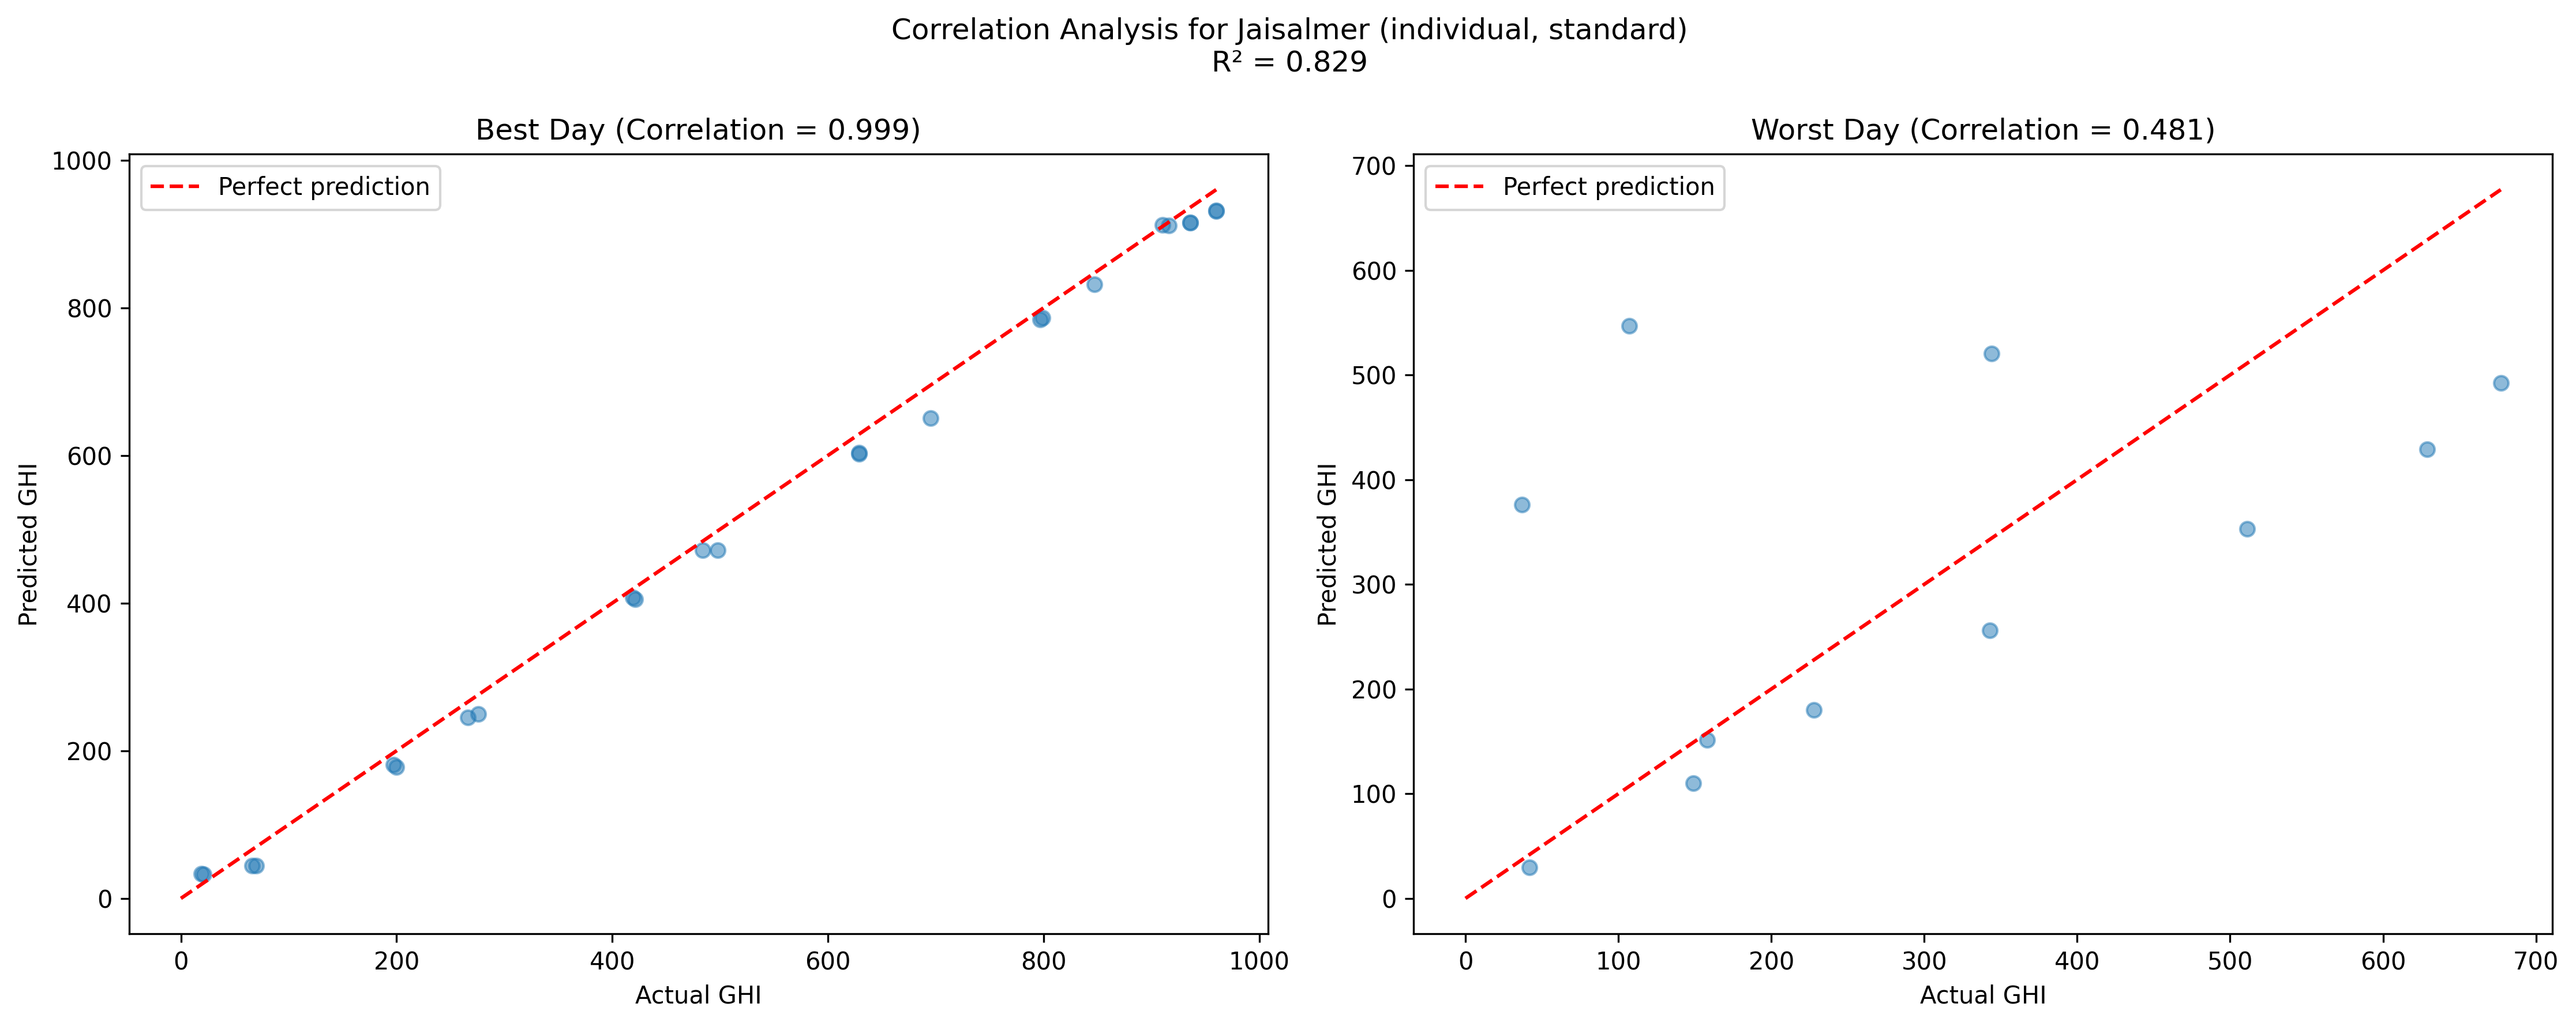 Correlation Analysis for Jaisalmer (individual, standard)
R² = 0.829
Best Day (Correlation = 0.999)
Perfect prediction
1000
800
600
400
200
0
Predicted GHI
0 200 400 600 800 1000
Actual GHI
Worst Day (Correlation = 0.481)
Perfect prediction
700
600
500
400
300
200
100
0
Predicted GHI
0 100 200 300 400 500 600 700
Actual GHI